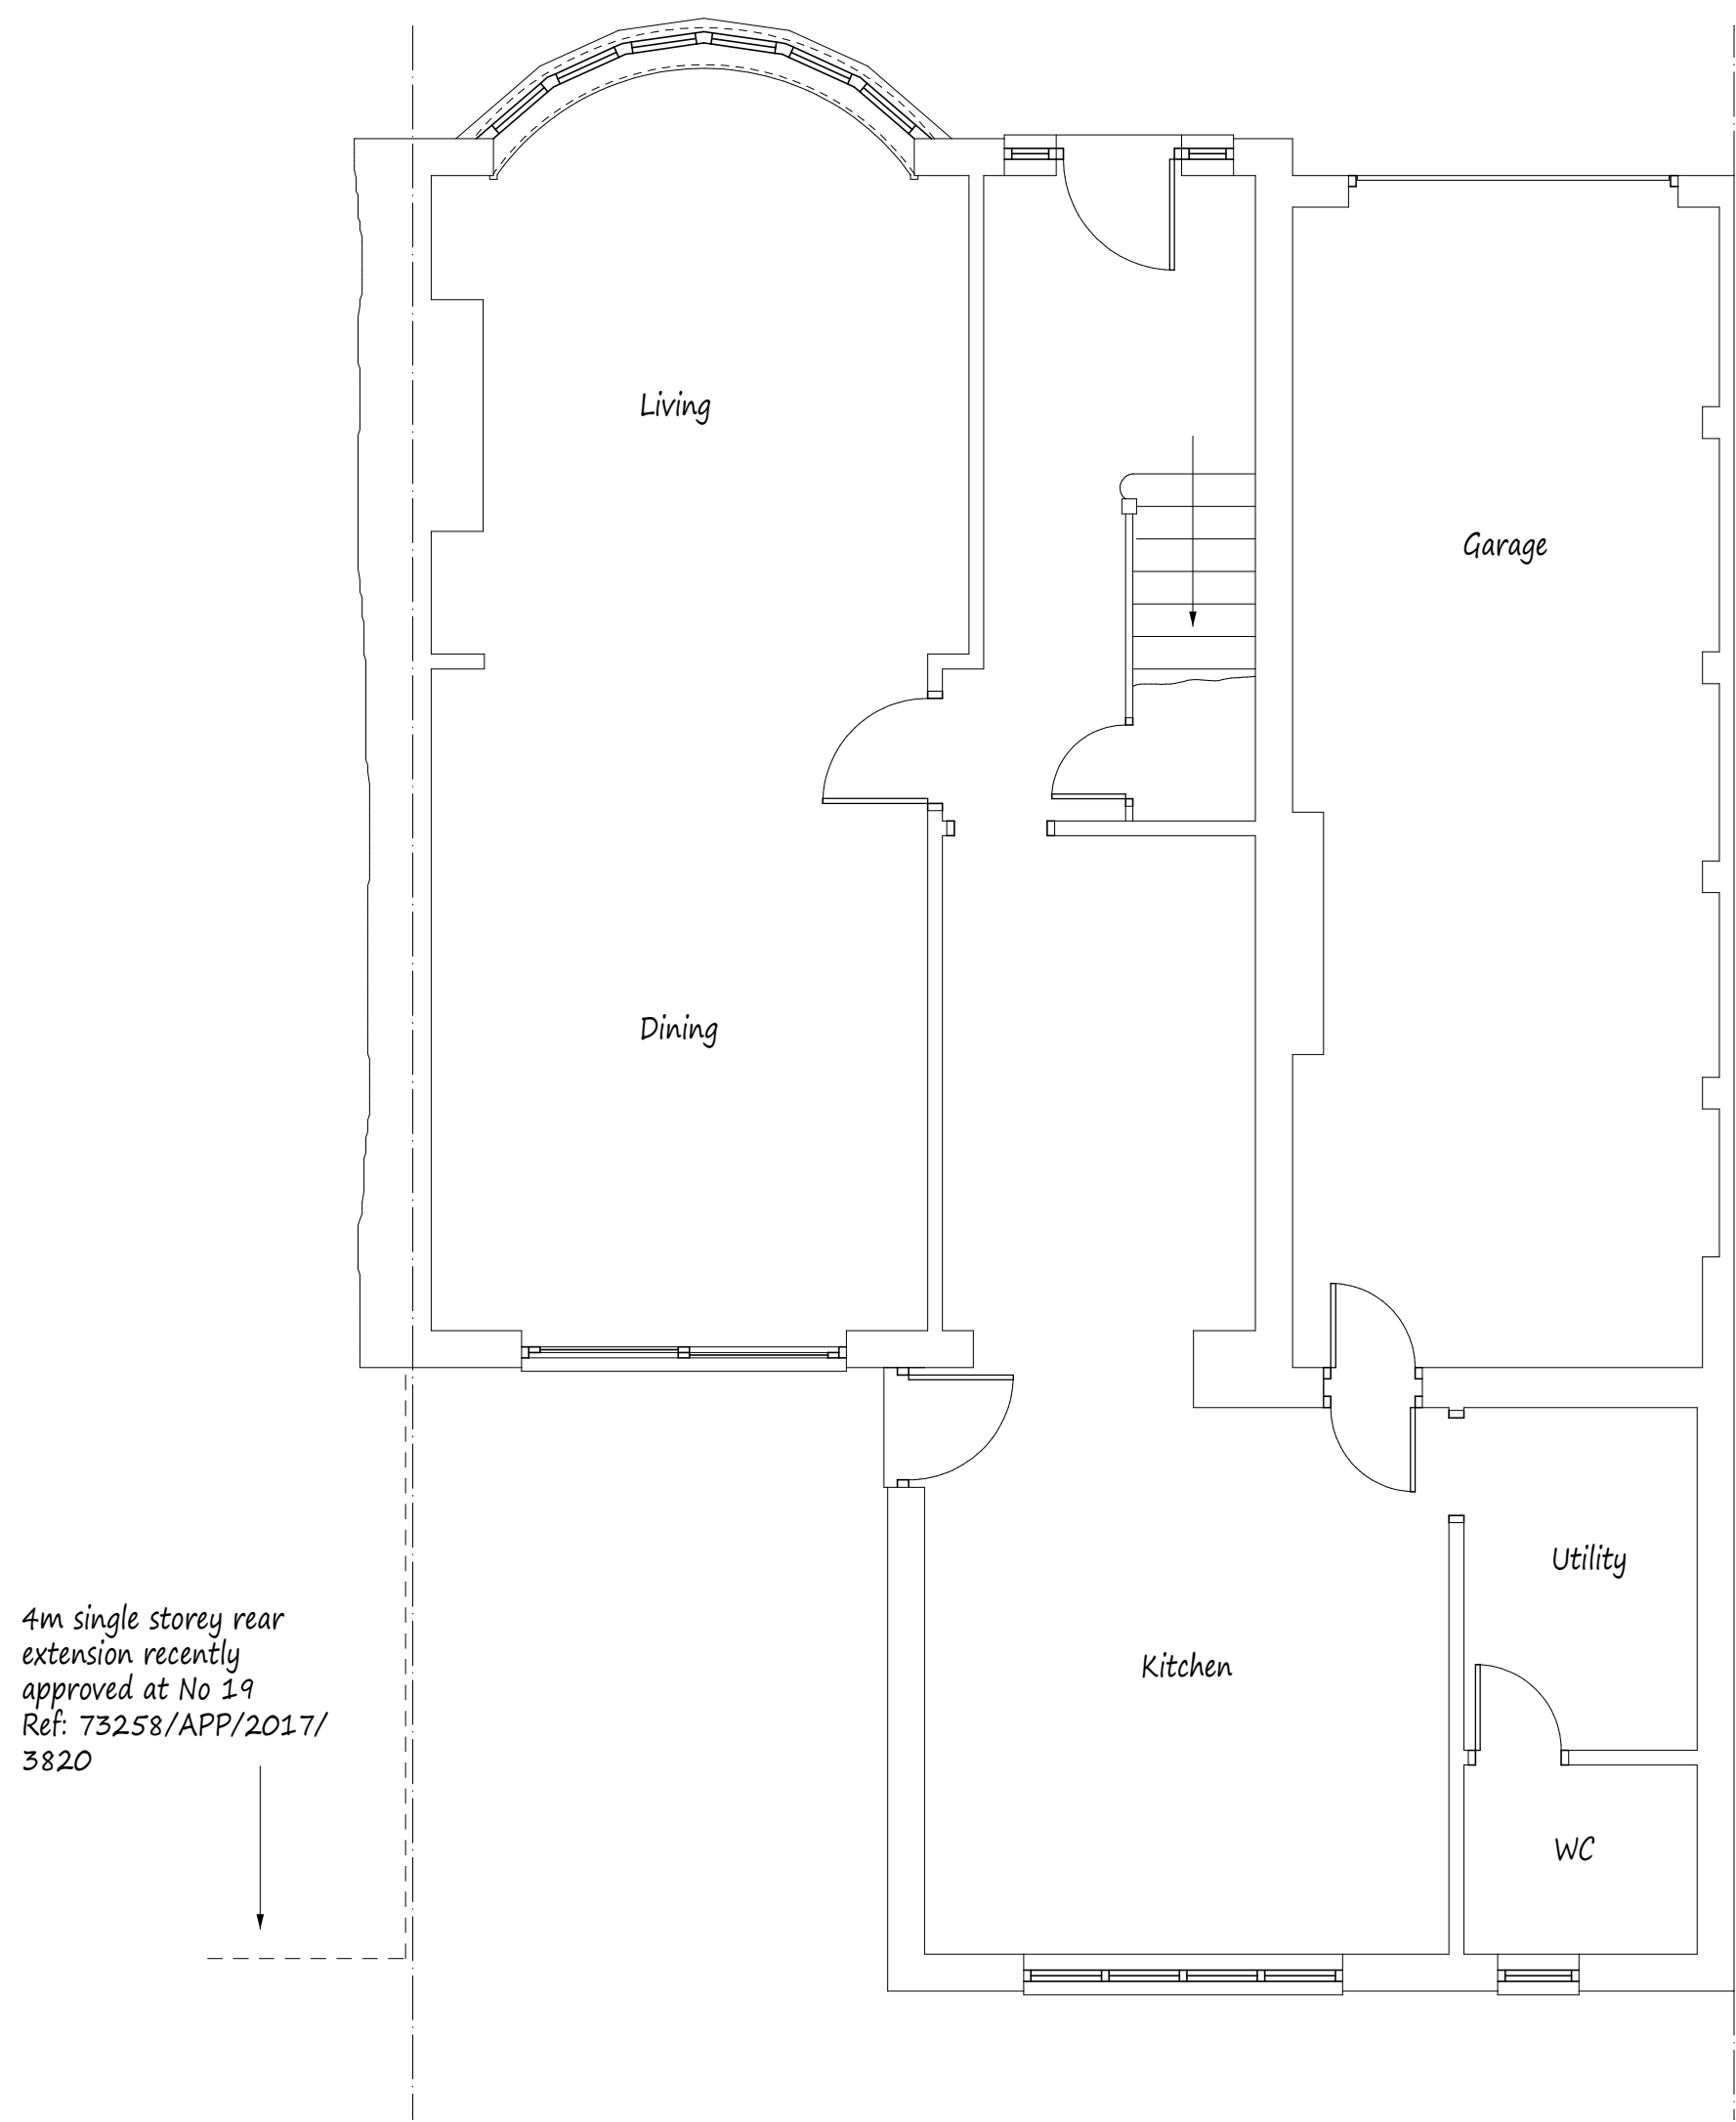 Living
Garage
Dining
Utility
4m single storey rear
extension recently
approved at No 19
Ref: 73258/APP/2017/
3820
Kitchen
WC